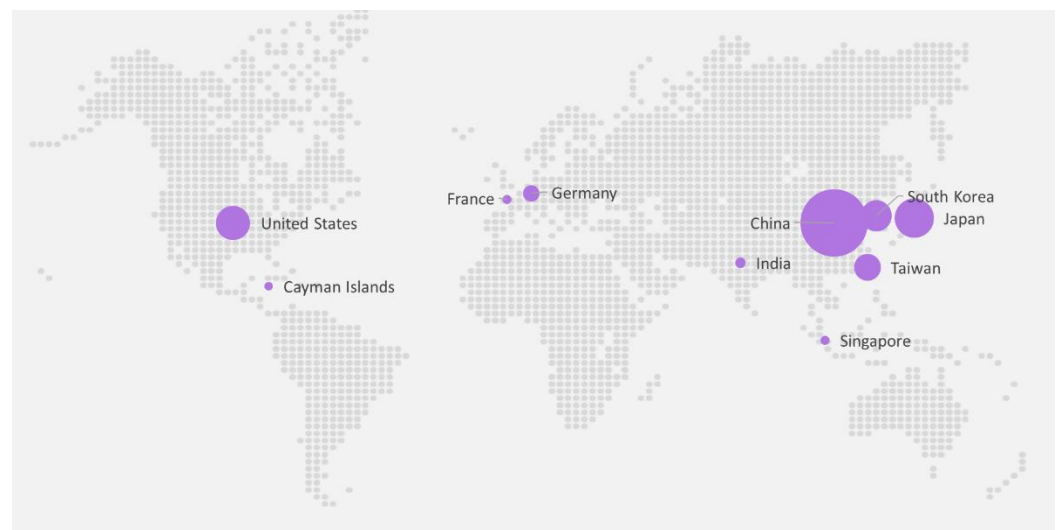 South Korea
France
Germany
United States
China
Japan
India
Taiwan
Cayman Islands
Singapore